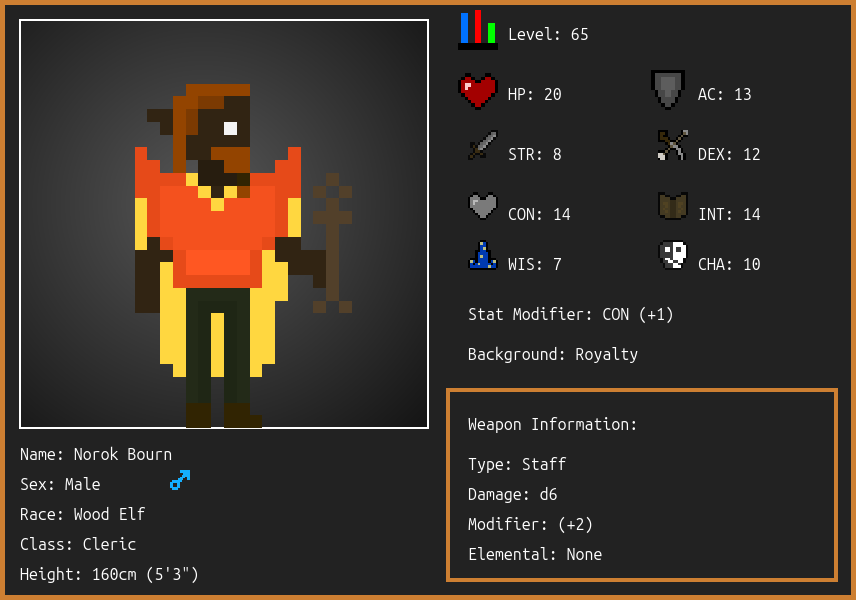 Level: 65
HP: 20
AC: 13
STR: 8
DEX: 12
CON: 14
INT: 14
WIS: 7
CHA: 10
Stat Modifier: CON (+1)
Background: Royalty
Weapon Information:
Type: Staff
Damage: d6
Modifier: (+2)
Elemental: None
Name: Norok Bourn
Sex: Male
Race: Wood Elf
Class: Cleric
Height: 160cm (5'3")